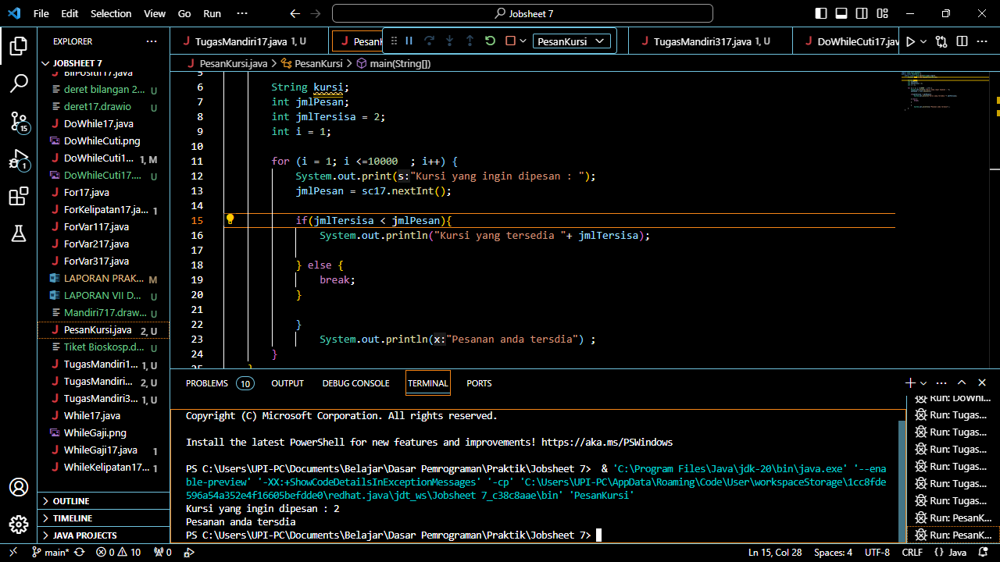 File Edit Selection View Go Run ··· Jobsheet 7
EXPLORER ···
JOBSHEET 7
BilPositif17.java
deret bilangan 2... U
deret17.drawio U
DoWhile17.java
DoWhileCuti.png
DoWhileCuti1... 1, M
DoWhileCuti17.... U
For17.java
ForKelipatan17.ja... 1
ForVar117.java
ForVar217.java
ForVar317.java
LAPORAN PRAK... M
LAPORAN VII D... U
Mandiri717.draw... U
PesanKursi.java 2, U
Tiket Bioskosp.d... U
TugasMandiri1... 1, U
TugasMandiri... 2, U
TugasMandiri3... 1, U
While17.java
WhileGaji.png
WhileGaji17.java 1
WhileKelipatan17... 1
OUTLINE
TIMELINE
JAVA PROJECTS
15
1
TugasMandiri17.java 1, U
PesanK
PesanKursi
TugasMandiri317.java 1, U
DoWhileCuti17.jav
PesanKursi.java > PesanKursi > main(String[])
5
6 String kursi;
7 int jmlPesan;
8 int jmlTersisa = 2;
9 int i = 1;
10
11 for (i = 1; i <=10000  ; i++) {
12 System.out.print(s:"Kursi yang ingin dipesan : ");
13 jmlPesan = sc17.nextInt();
14
15 if(jmlTersisa < jmlPesan){
16 System.out.println("Kursi yang tersedia "+ jmlTersisa);
17
18 } else {
19 break;
20 }
21
22 }
23 System.out.println(x:"Pesanan anda tersdia") ;
24 }
25 }
PROBLEMS 10 OUTPUT DEBUG CONSOLE TERMINAL PORTS
Copyright (C) Microsoft Corporation. All rights reserved.
Install the latest PowerShell for new features and improvements! https://aka.ms/PSWindows
PS C:\Users\UPI-PC\Documents\Belajar\Dasar Pemrograman\Praktik\Jobsheet 7>  & 'C:\Program Files\Java\jdk-20\bin\java.exe' '--ena
ble-preview' '-XX:+ShowCodeDetailsInExceptionMessages' '-cp' 'C:\Users\UPI-PC\AppData\Roaming\Code\User\workspaceStorage\1cc8fde
596a54a352e4f16605befdde0\redhat.java\jdt_ws\Jobsheet 7_c38c8aae\bin' 'PesanKursi'
Kursi yang ingin dipesan : 2
Pesanan anda tersdia
PS C:\Users\UPI-PC\Documents\Belajar\Dasar Pemrograman\Praktik\Jobsheet 7>
Run: DoWhi...
Run: Tugas...
Run: Tugas...
Run: Tugas...
Run: Tugas...
Run: Tugas...
Run: Tugas...
Run: PesanK...
Run: PesanK...
main* 0 10 0 Ln 15, Col 28 Spaces: 4 UTF-8 CRLF {} Java